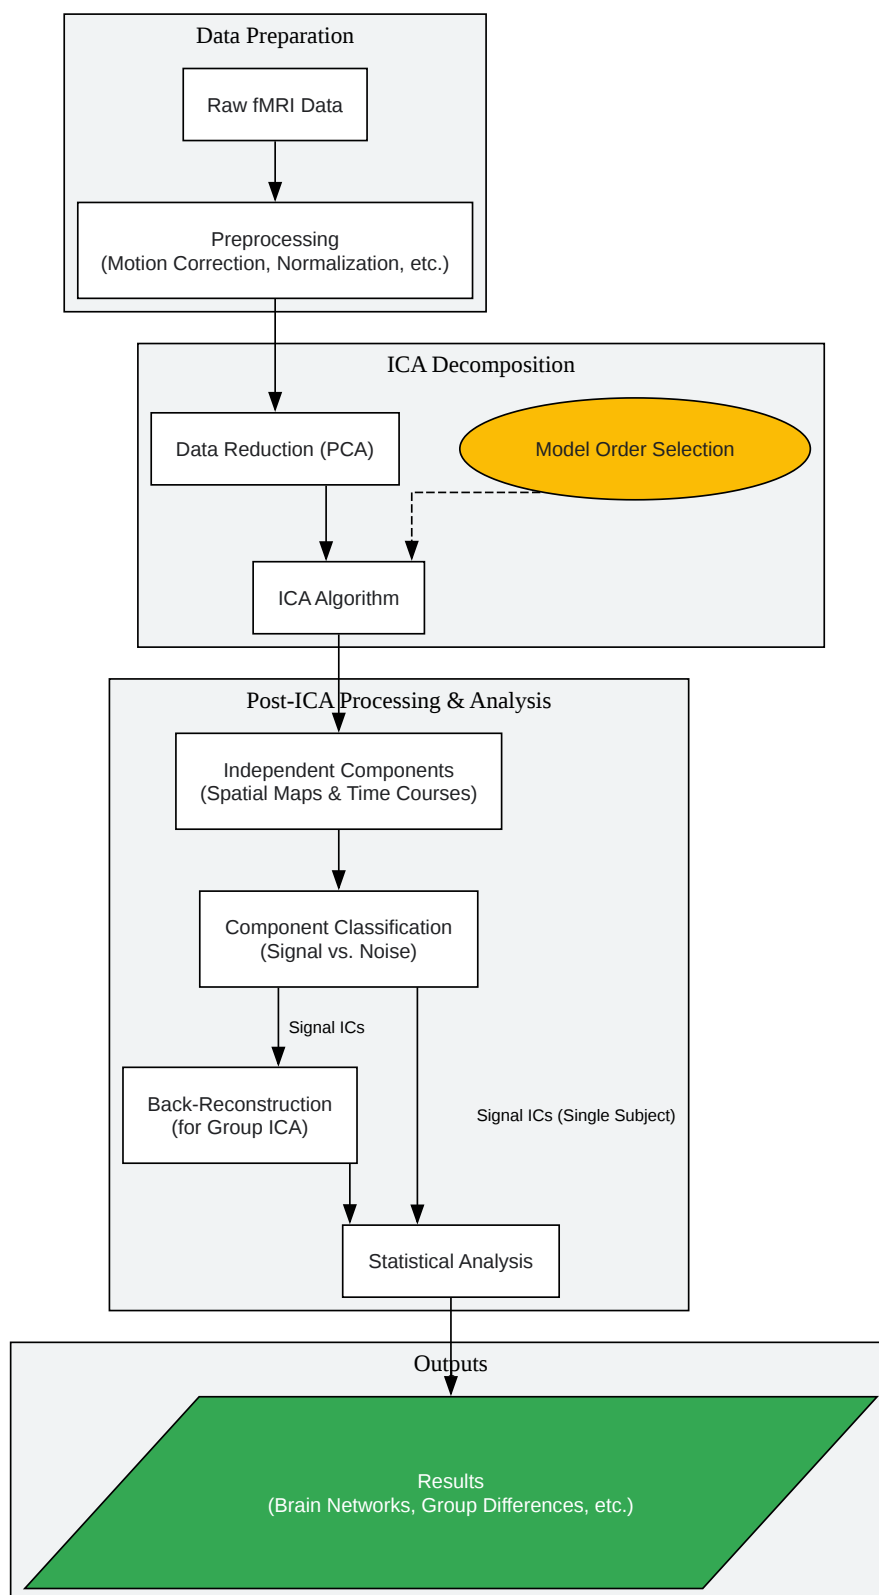 Data Preparation
Raw fMRI Data
Preprocessing
(Motion Correction, Normalization, etc.)
ICA Decomposition
Data Reduction (PCA)
Model Order Selection
ICA Algorithm
Post-ICA Processing & Analysis
Independent Components
(Spatial Maps & Time Courses)
Component Classification
(Signal vs. Noise)
Signal ICs
Back-Reconstruction
(for Group ICA)
Signal ICs (Single Subject)
Statistical Analysis
Outputs
Results
(Brain Networks, Group Differences, etc.)